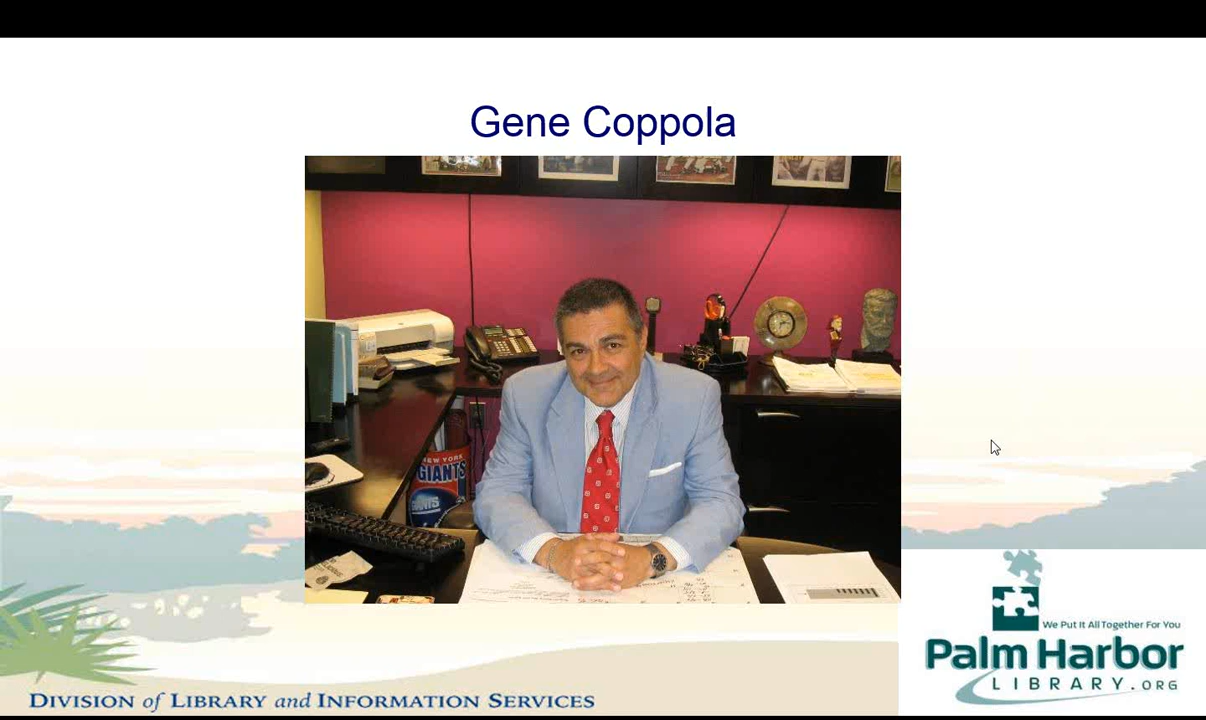 Gene Coppola
NEW YORK
GIANTS
GIANTS
We Put It All Together For You
Palm Harbor
LIBRARY.ORG
DIVISION of LIBRARY and INFORMATION SERVICES